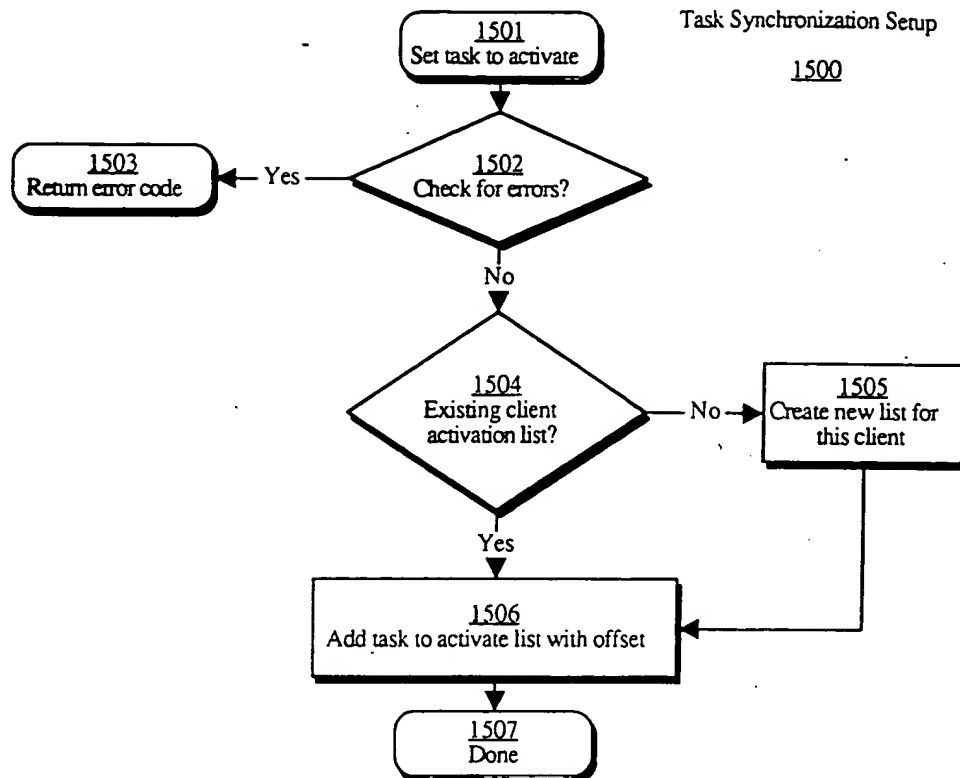 Task Synchronization Setup
1500
1501
Set task to activate
1502
Check for errors?
Yes
1503
Return error code
No
1504
Existing client
activation list?
No
1505
Create new list for
this client
Yes
1506
Add task to activate list with offset
1507
Done